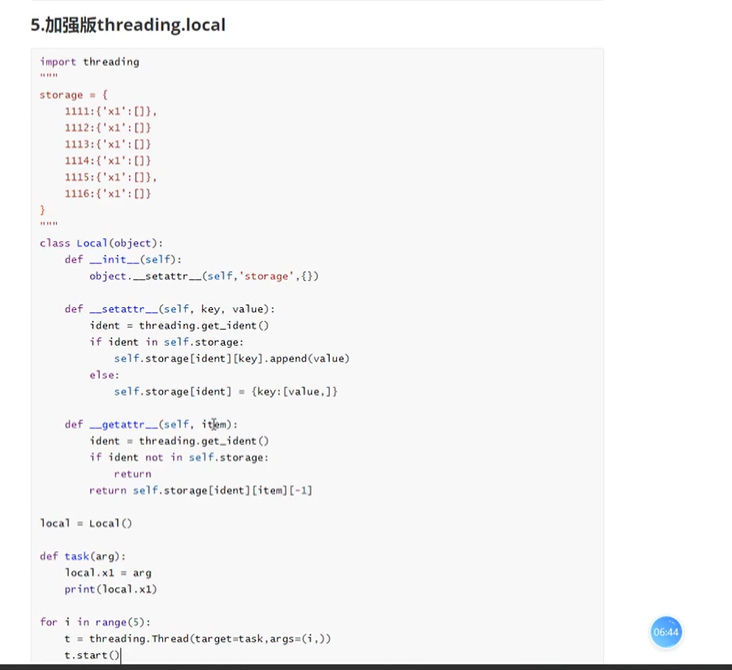 5.加强版threading.local
import threading
"""
storage = {
    1111:{'x1':[]},
    1112:{'x1':[]}
    1113:{'x1':[]}
    1114:{'x1':[]}
    1115:{'x1':[]},
    1116:{'x1':[]}
}
"""
class Local(object):
    def __init__(self):
        object.__setattr__(self,'storage',{})

    def __setattr__(self, key, value):
        ident = threading.get_ident()
        if ident in self.storage:
            self.storage[ident][key].append(value)
        else:
            self.storage[ident] = {key:[value,]}

    def __getattr__(self, item):
        ident = threading.get_ident()
        if ident not in self.storage:
            return
        return self.storage[ident][item][-1]

local = Local()

def task(arg):
    local.x1 = arg
    print(local.x1)

for i in range(5):
    t = threading.Thread(target=task,args=(i,))
    t.start()
06:44